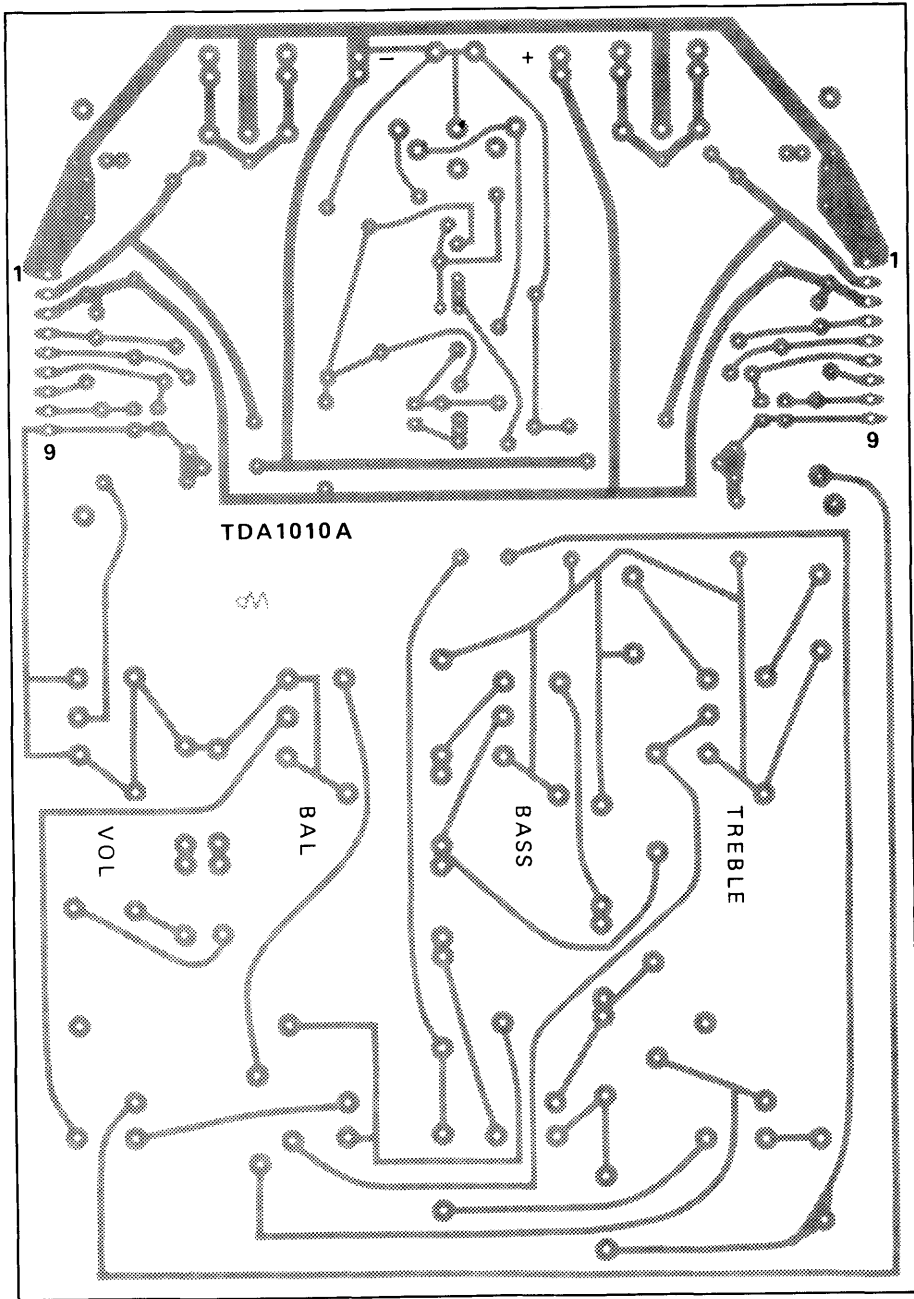 − +
1 1
9 9
TDA1010A
VOL
BAL
BASS
TREBLE